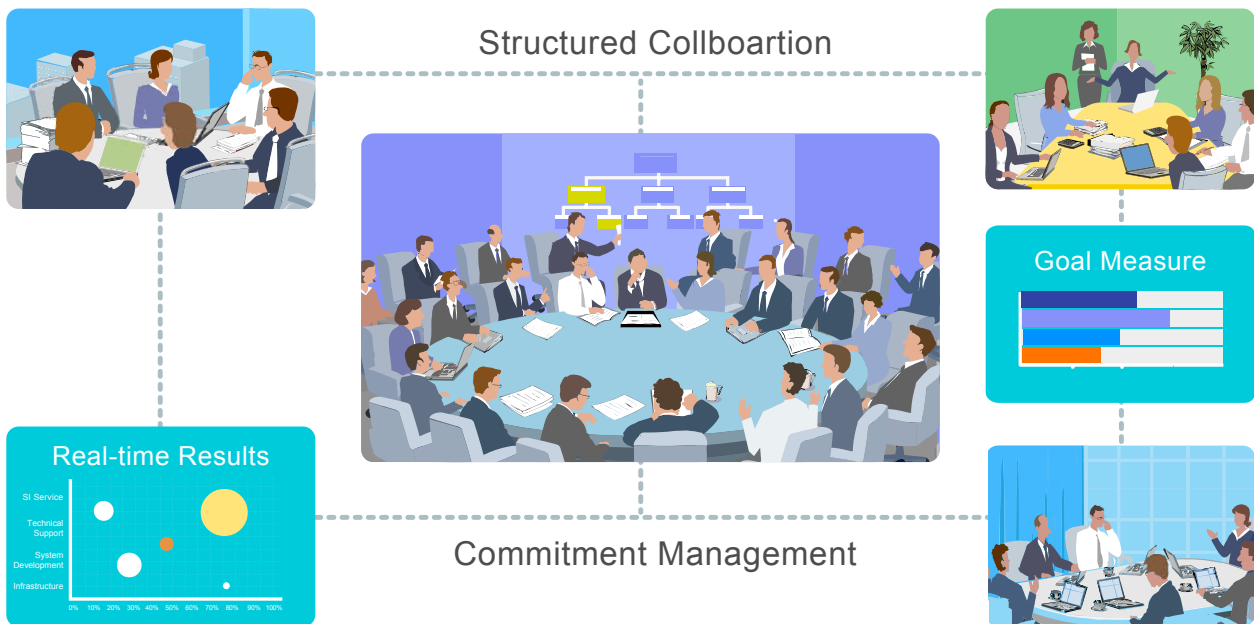 Structured Collboartion
Goal Measure
Real-time Results
SI Service
Technical
Support
System
Development
Infrastructure
0% 10% 20% 30% 40% 50% 60% 70% 80% 90% 100%
Commitment Management